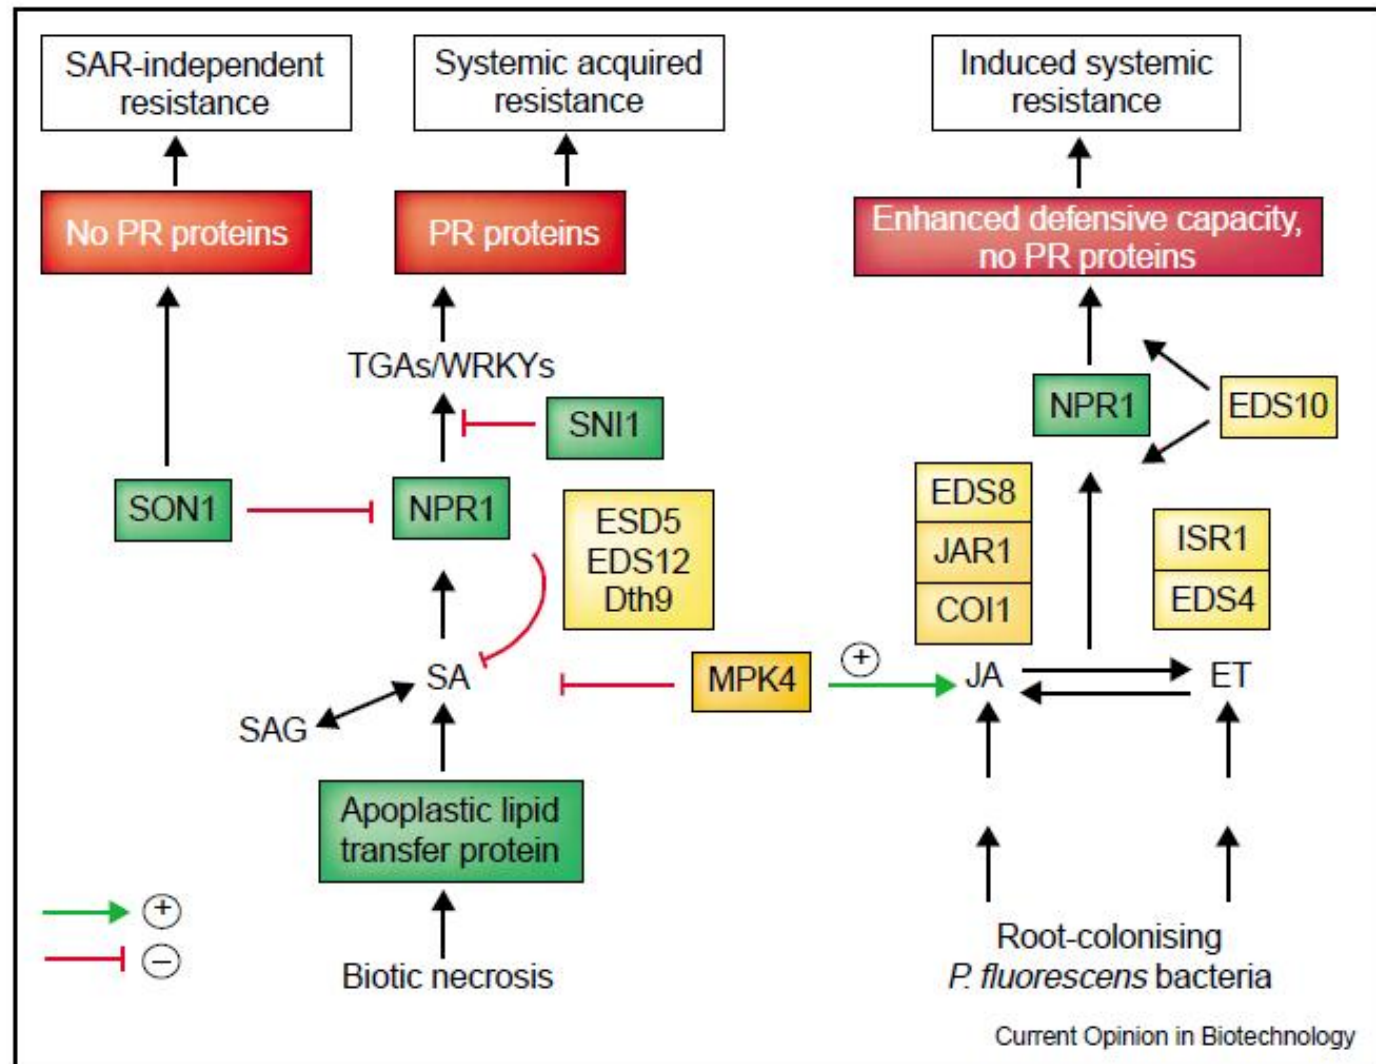 SAR-independent
resistance
Systemic acquired
resistance
Induced systemic
resistance
No PR proteins
PR proteins
Enhanced defensive capacity,
no PR proteins
TGAs/WRKYs
SNI1
NPR1
EDS10
SON1
NPR1
ESD5
EDS12
Dth9
EDS8
JAR1
COI1
ISR1
EDS4
SA
MPK4
+
JA
ET
SAG
Apoplastic lipid
transfer protein
+
−
Biotic necrosis
Root-colonising
P. fluorescens bacteria
Current Opinion in Biotechnology